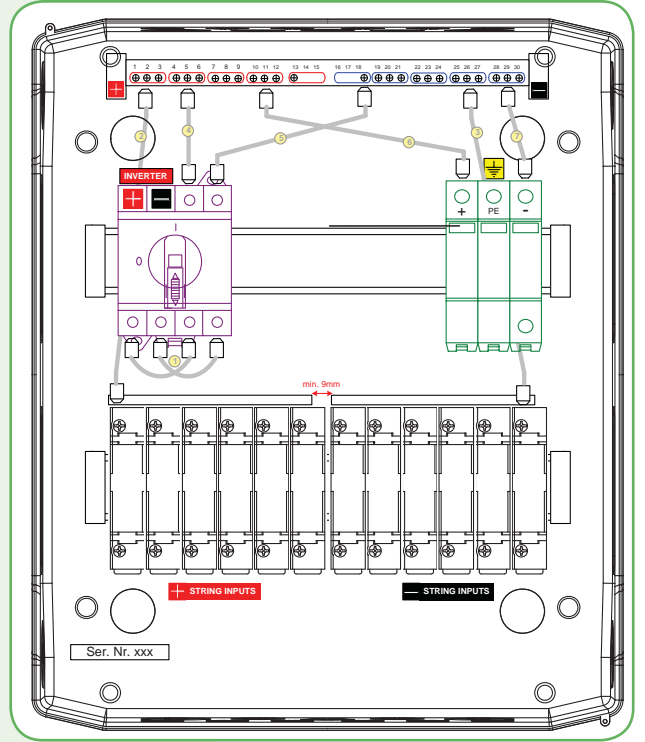 1 2 3 4 5 6 7 8 9 10 11 12 13 14 15 16 17 18 19 20 21 22 23 24 25 26 27 28 29 30
+ −
2 4 5 6 3 7
INVERTER
+ −
+ PE -
I
0
1
min. 9mm
+ STRING INPUTS
− STRING INPUTS
Ser. Nr. xxx